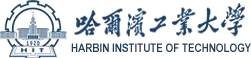 哈爾濱工業大學
HARBIN INSTITUTE OF TECHNOLOGY
1920
HIT